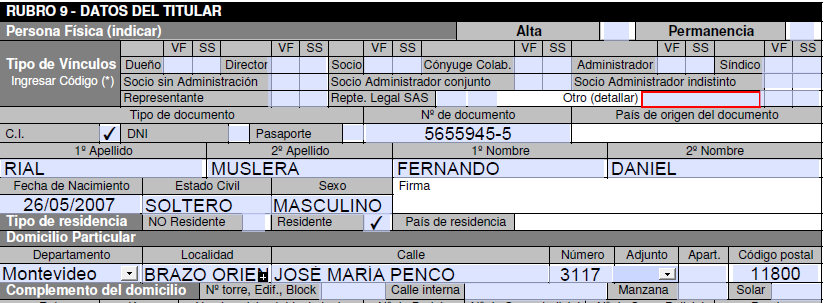 RUBRO 9 - DATOS DEL TITULAR
Persona Física (indicar) Alta Permanencia
VF SS VF SS VF SS VF SS VF SS VF SS
Tipo de Vínculos Dueño Director Socio Cónyuge Colab. Administrador Síndico
Ingresar Código (*) Socio sin Administración Socio Administrador conjunto Socio Administrador indistinto
Representante Repte. Legal SAS Otro (detallar)
Tipo de documento Nº de documento País de origen del documento
C.I. ✓ DNI Pasaporte 5655945-5
1º Apellido 2º Apellido 1º Nombre 2º Nombre
RIAL MUSLERA FERNANDO DANIEL
Fecha de Nacimiento Estado Civil Sexo Firma
26/05/2007 SOLTERO MASCULINO
Tipo de residencia NO Residente Residente ✓ País de residencia
Domicilio Particular
Departamento Localidad Calle Número Adjunto Apart. Código postal
Montevideo BRAZO ORIE JOSÉ MARÍA PENCO 3117 11800
Complemento del domicilio Nº torre, Edif., Block Calle interna Manzana Solar